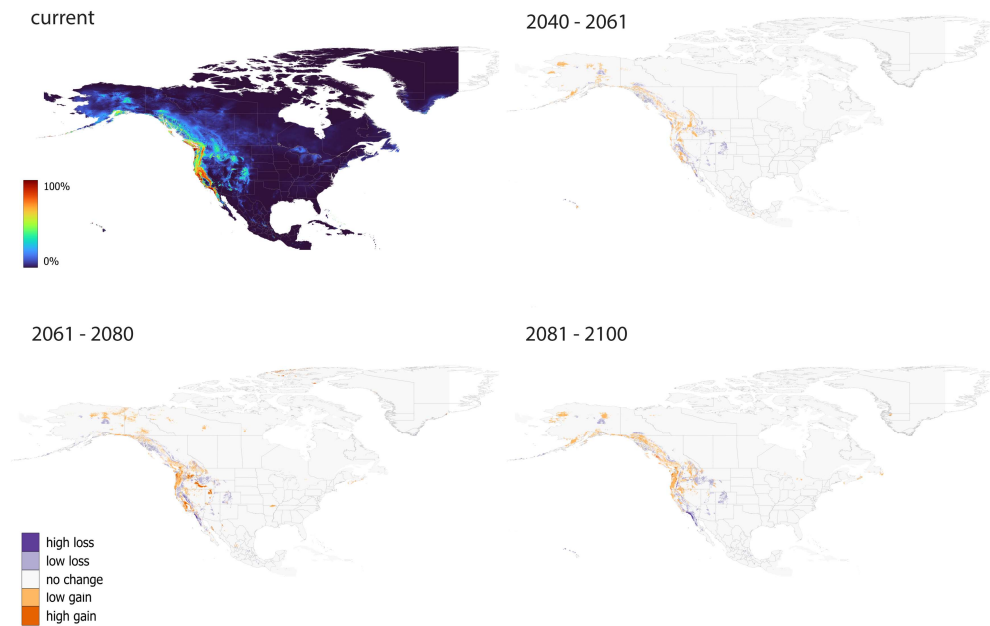 current
2040 - 2061
100%
0%
2061 - 2080
2081 - 2100
high loss
low loss
no change
low gain
high gain